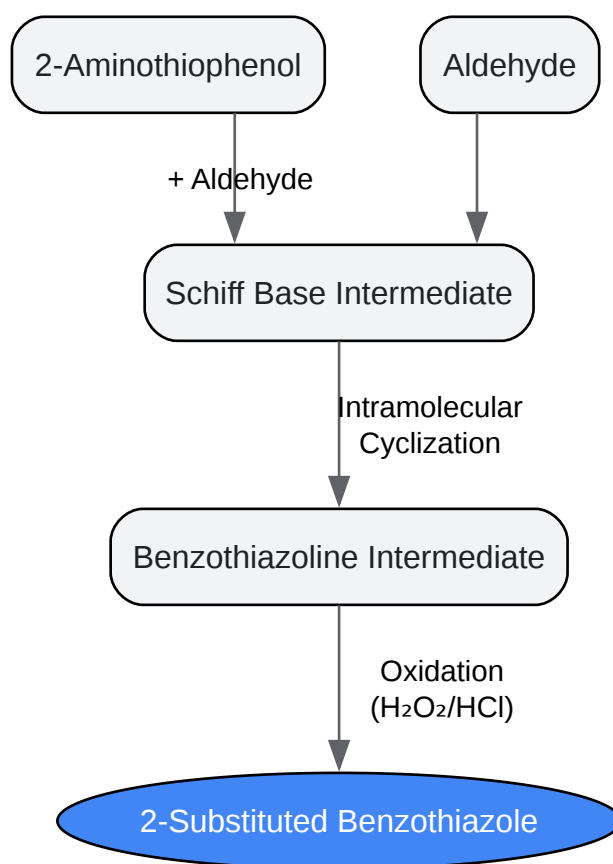 2-Aminothiophenol
Aldehyde
+ Aldehyde
Schiff Base Intermediate
Intramolecular
Cyclization
Benzothiazoline Intermediate
Oxidation
(H₂O₂/HCl)
2-Substituted Benzothiazole